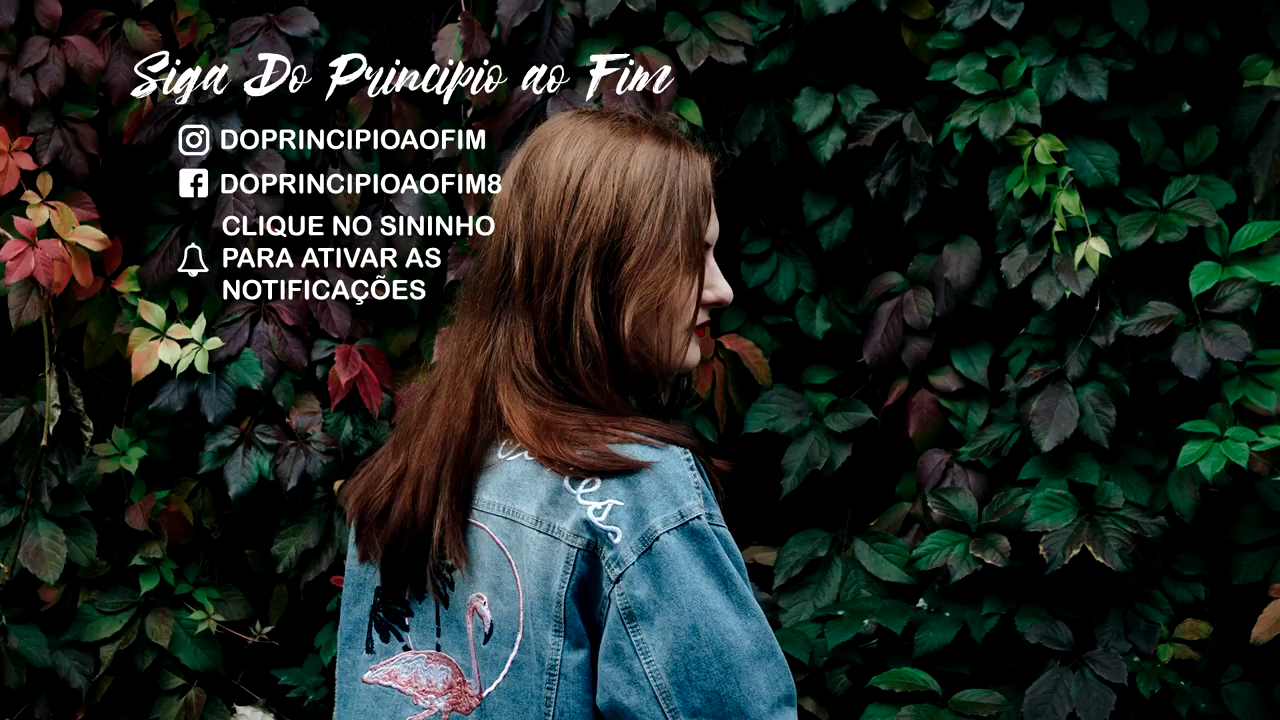 Siga Do Principio ao Fim
DOPRINCIPIOAOFIM
DOPRINCIPIOAOFIM8
CLIQUE NO SININHO
PARA ATIVAR AS
NOTIFICAÇÕES